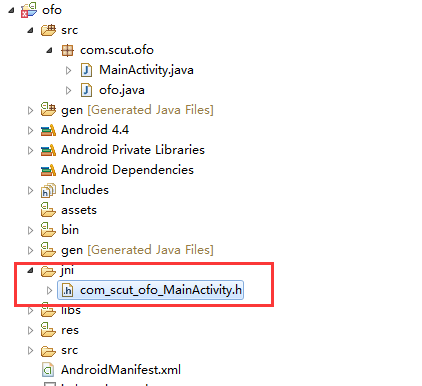 ofo
src
com.scut.ofo
MainActivity.java
ofo.java
gen [Generated Java Files]
Android 4.4
Android Private Libraries
Android Dependencies
Includes
assets
bin
gen [Generated Java Files]
jni
com_scut_ofo_MainActivity.h
libs
res
src
AndroidManifest.xml